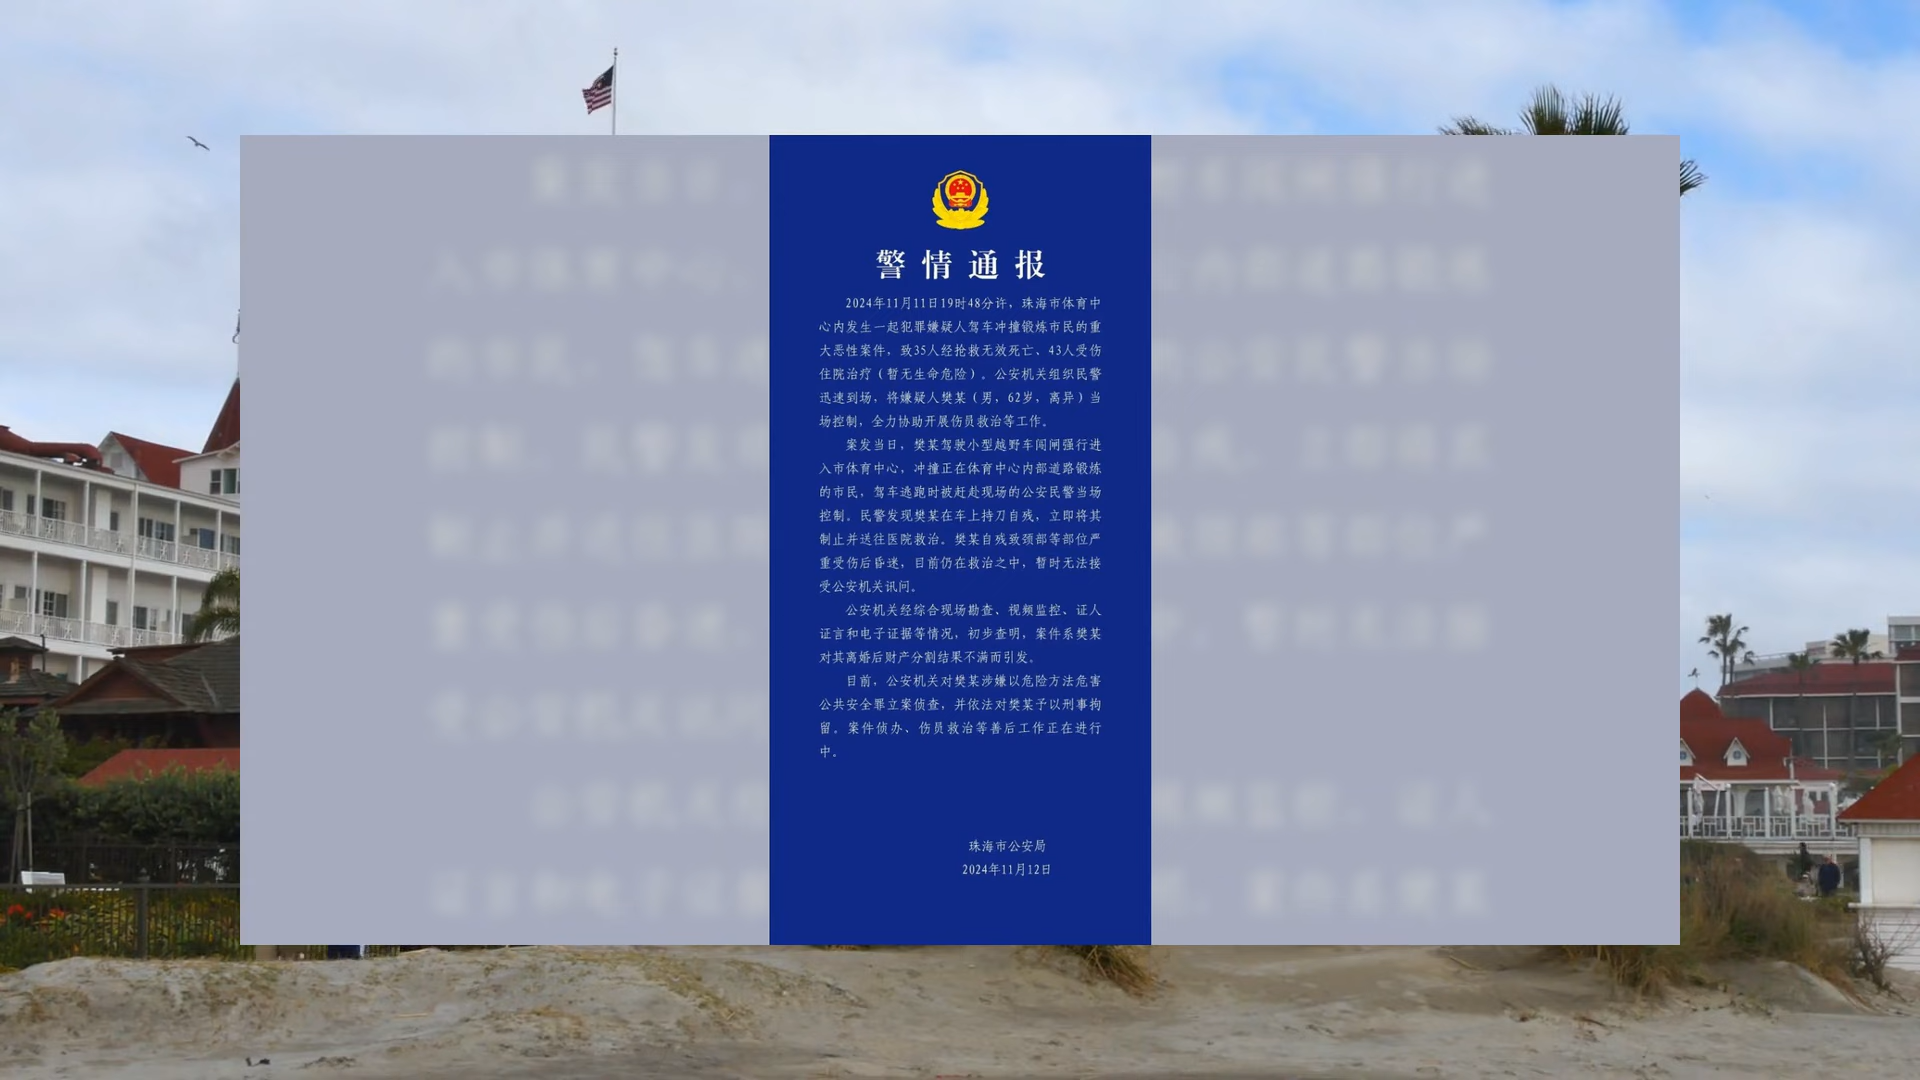 警情通报
2024年11月11日19时48分许，珠海市体育中
心内发生一起犯罪嫌疑人驾车冲撞锻炼市民的重
大恶性案件，致35人经抢救无效死亡、43人受伤
住院治疗（暂无生命危险）。公安机关组织民警
迅速到场，将嫌疑人樊某（男，62岁，离异）当
场控制，全力协助开展伤员救治等工作。
案发当日，樊某驾驶小型越野车闯闸强行进
入市体育中心，冲撞正在体育中心内部道路锻炼
的市民，驾车逃跑时被赶赴现场的公安民警当场
控制。民警发现樊某在车上持刀自残，立即将其
制止并送往医院救治。樊某自残致颈部等部位严
重受伤后昏迷，目前仍在救治之中，暂时无法接
受公安机关讯问。
公安机关经综合现场勘查、视频监控、证人
证言和电子证据等情况，初步查明，案件系樊某
对其离婚后财产分割结果不满而引发。
目前，公安机关对樊某涉嫌以危险方法危害
公共安全罪立案侦查，并依法对樊某予以刑事拘
留。案件侦办、伤员救治等善后工作正在进行
中。
珠海市公安局
2024年11月12日